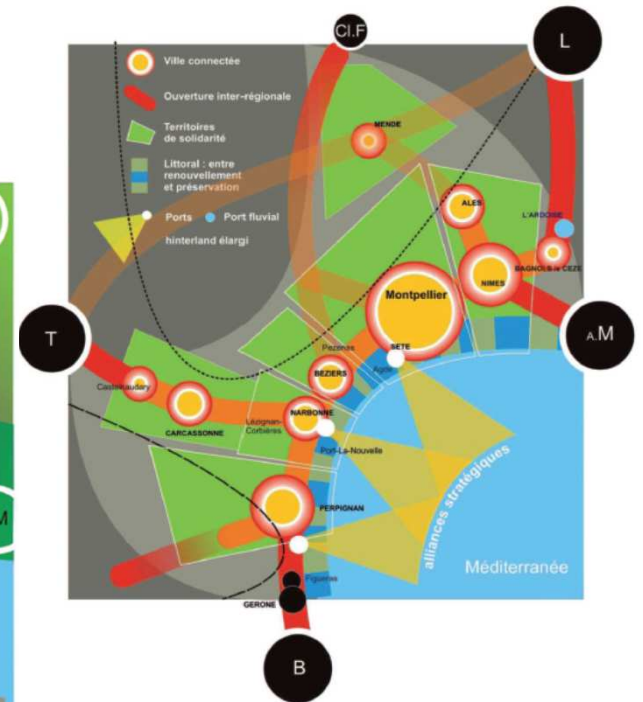 Cl.F
L
Ville connectée
Ouverture inter-régionale
Territoires
de solidarité
Littoral : entre
renouvellement
et préservation
Ports
Port fluvial
hinterland élargi
MENDE
ALES
L'ARDOISE
BAGNOLS/CEZE
NIMES
Montpellier
T
A.M
SETE
Pezenas
Agde
BEZIERS
Castelnaudary
CARCASSONNE
Lézignan-
Corbières
NARBONNE
Port-La-Nouvelle
PERPIGNAN
alliances stratégiques
Méditerranée
M
Figueras
GERONE
B